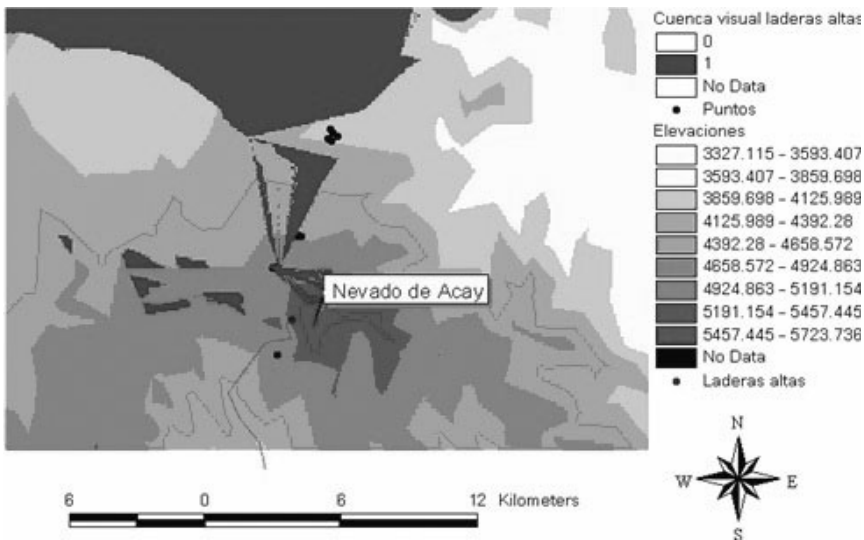 Cuenca visual laderas altas
0
1
No Data
Puntos
Elevaciones
3327.115 - 3593.407
3593.407 - 3859.698
3859.698 - 4125.989
4125.989 - 4392.28
4392.28 - 4658.572
4658.572 - 4924.863
4924.863 - 5191.154
5191.154 - 5457.445
5457.445 - 5723.736
No Data
Laderas altas
Nevado de Acay
N
W E
S
6 0 6 12 Kilometers